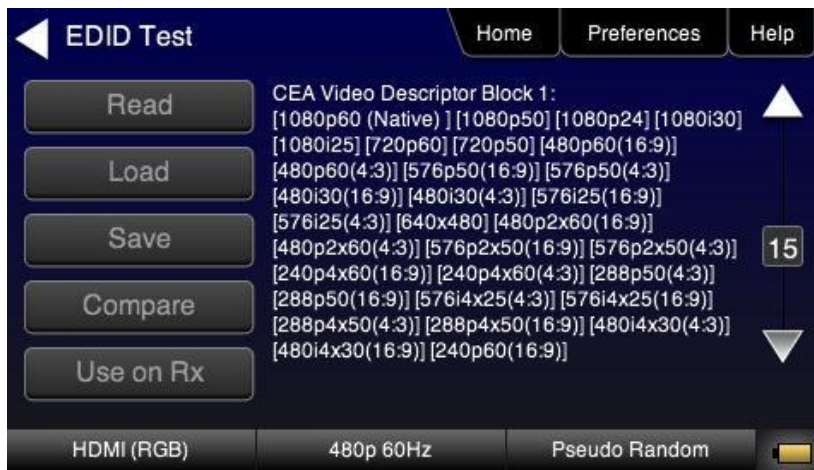 EDID Test
Home
Preferences
Help
Read
Load
Save
Compare
Use on Rx
CEA Video Descriptor Block 1:
[1080p60 (Native) ] [1080p50] [1080p24] [1080i30]
[1080i25] [720p60] [720p50] [480p60(16:9)]
[480p60(4:3)] [576p50(16:9)] [576p50(4:3)]
[480i30(16:9)] [480i30(4:3)] [576i25(16:9)]
[576i25(4:3)] [640x480] [480p2x60(16:9)]
[480p2x60(4:3)] [576p2x50(16:9)] [576p2x50(4:3)]
[240p4x60(16:9)] [240p4x60(4:3)] [288p50(4:3)]
[288p50(16:9)] [576i4x25(4:3)] [576i4x25(16:9)]
[288p4x50(4:3)] [288p4x50(16:9)] [480i4x30(4:3)]
[480i4x30(16:9)] [240p60(16:9)]
15
HDMI (RGB)
480p 60Hz
Pseudo Random